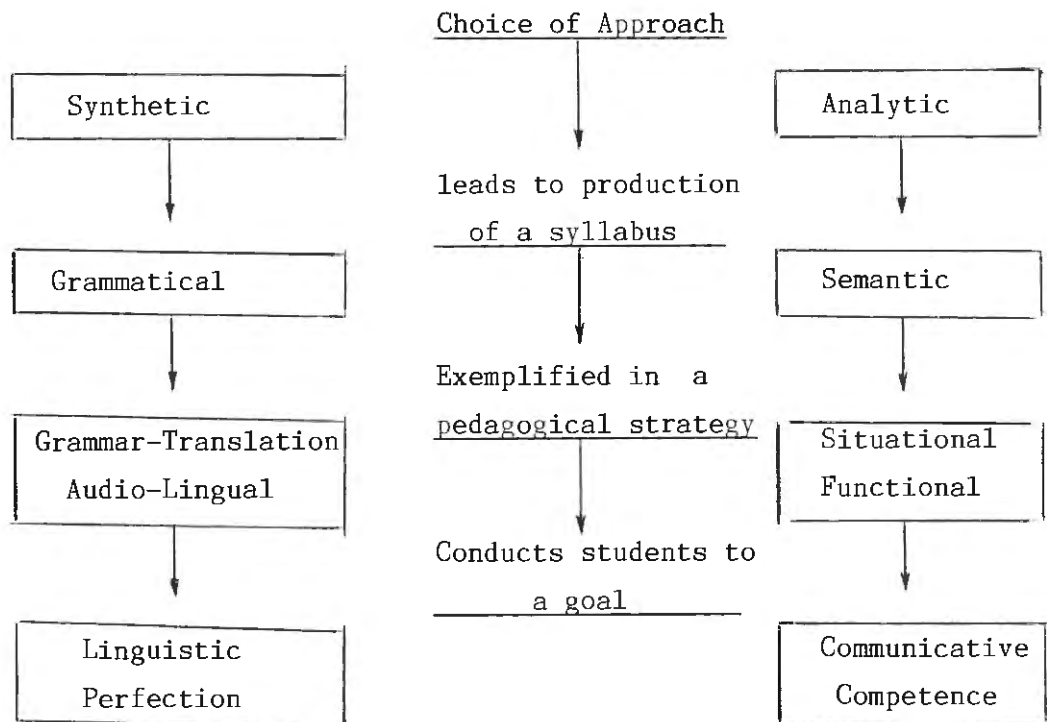 Choice of Approach
Synthetic
Analytic
leads to production
of a syllabus
Grammatical
Semantic
Exemplified in a
pedagogical strategy
Grammar-Translation
Audio-Lingual
Situational
Functional
Conducts students to
a goal
Linguistic
Perfection
Communicative
Competence